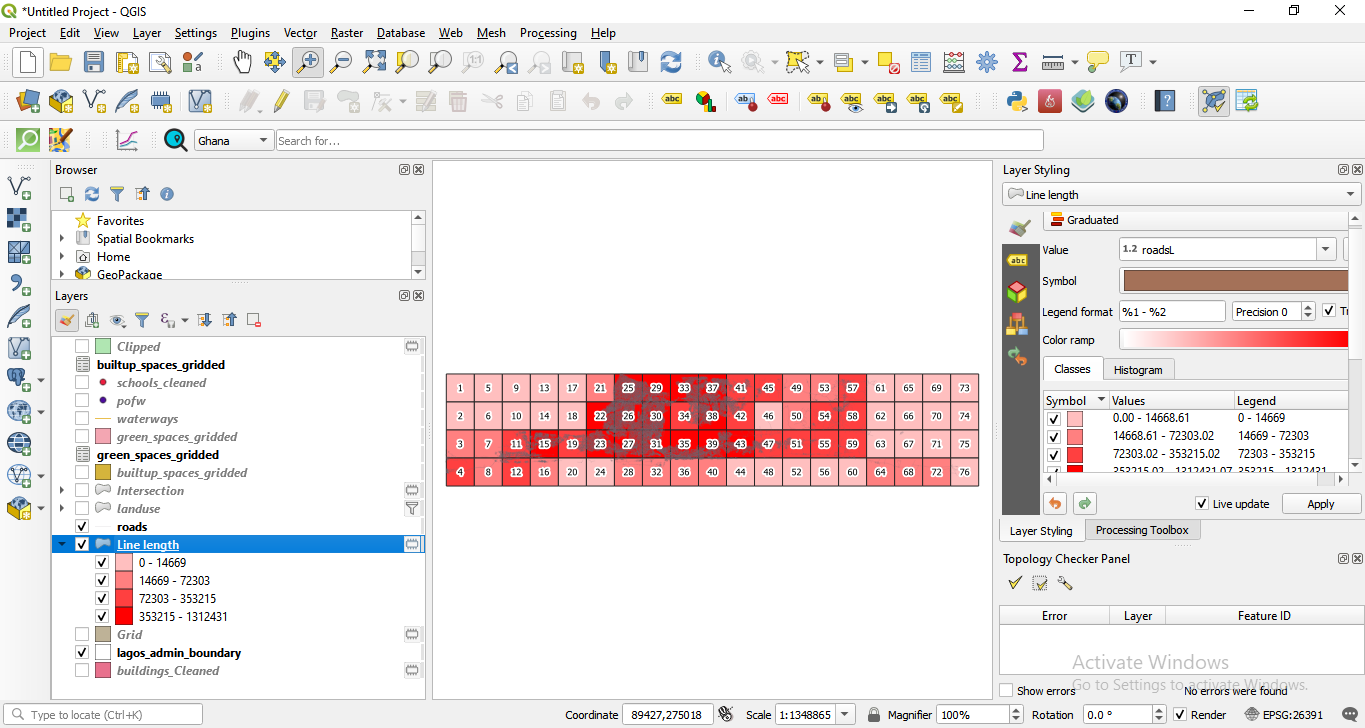 *Untitled Project - QGIS
Project Edit View Layer Settings Plugins Vector Raster Database Web Mesh Processing Help
Ghana
Search for...
Browser
Favorites
Spatial Bookmarks
Home
GeoPackage
Layers
Clipped
builtup_spaces_gridded
schools_cleaned
pofw
waterways
green_spaces_gridded
green_spaces_gridded
builtup_spaces_gridded
Intersection
landuse
roads
Line length
0 - 14669
14669 - 72303
72303 - 353215
353215 - 1312431
Grid
lagos_admin_boundary
buildings_Cleaned
1 5 9 13 17 21 25 29 33 37 41 45 49 53 57 61 65 69 73
2 6 10 14 18 22 26 30 34 38 42 46 50 54 58 62 66 70 74
3 7 11 15 19 23 27 31 35 39 43 47 51 55 59 63 67 71 75
4 8 12 16 20 24 28 32 36 40 44 48 52 56 60 64 68 72 76
Layer Styling
Line length
Graduated
Value 1.2 roadsL
Symbol
Legend format %1 - %2 Precision 0
Color ramp
Classes Histogram
Symbol Values Legend
0.00 - 14668.61 0 - 14669
14668.61 - 72303.02 14669 - 72303
72303.02 - 353215.02 72303 - 353215
353215.02 - 1312431.07 353215 - 1312431
Live update Apply
Layer Styling Processing Toolbox
Topology Checker Panel
Error Layer Feature ID
Activate Windows
Go to Settings to activate Windows.
Show errors No errors were found
Type to locate (Ctrl+K) Coordinate 89427,275018 Scale 1:1348865 Magnifier 100% Rotation 0.0 ° Render EPSG:26391